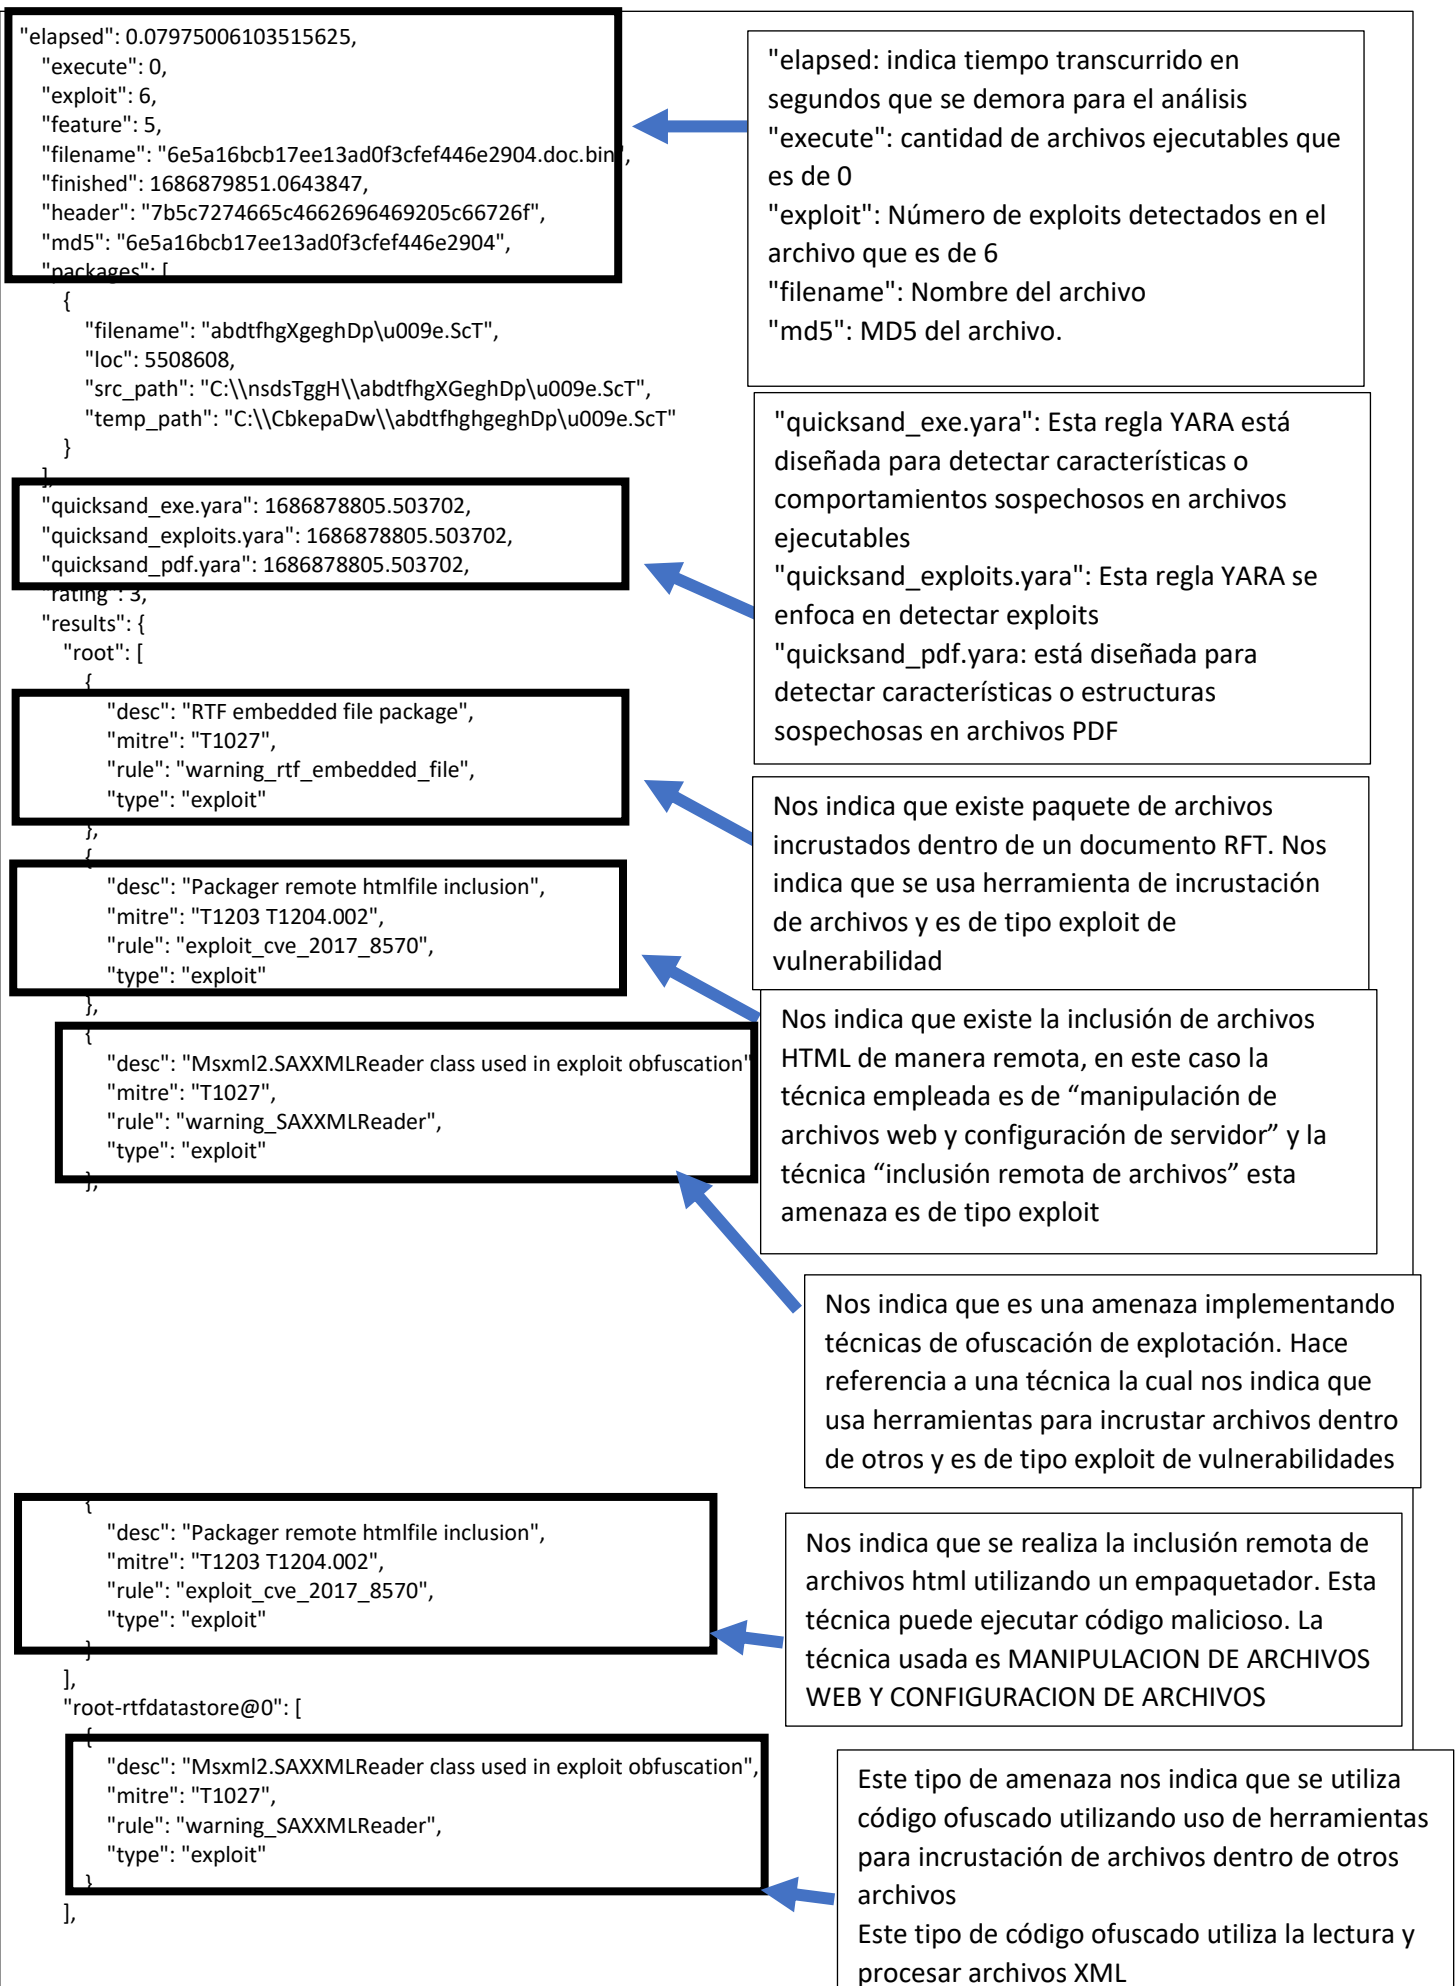 "elapsed": 0.07975006103515625,
"execute": 0,
"exploit": 6,
"feature": 5,
"filename": "6e5a16bcb17ee13ad0f3cfef446e2904.doc.bin",
"finished": 1686879851.0643847,
"header": "7b5c7274665c4662696469205c66726f",
"md5": "6e5a16bcb17ee13ad0f3cfef446e2904",
"packages": [
{
"filename": "abdtfhgXgeghDp\u009e.ScT",
"loc": 5508608,
"src_path": "C:\\nsdsTggH\\abdtfhgXGeghDp\u009e.ScT",
"temp_path": "C:\\CbkepaDw\\abdtfhghgeghDp\u009e.ScT"
}
],
"quicksand_exe.yara": 1686878805.503702,
"quicksand_exploits.yara": 1686878805.503702,
"quicksand_pdf.yara": 1686878805.503702,
"rating": 3,
"results": {
"root": [
{
"desc": "RTF embedded file package",
"mitre": "T1027",
"rule": "warning_rtf_embedded_file",
"type": "exploit"
},
{
"desc": "Packager remote htmlfile inclusion",
"mitre": "T1203 T1204.002",
"rule": "exploit_cve_2017_8570",
"type": "exploit"
},
{
"desc": "Msxml2.SAXXMLReader class used in exploit obfuscation"
"mitre": "T1027",
"rule": "warning_SAXXMLReader",
"type": "exploit"
},
{
"desc": "Packager remote htmlfile inclusion",
"mitre": "T1203 T1204.002",
"rule": "exploit_cve_2017_8570",
"type": "exploit"
}
],
"root-rtfdatastore@0": [
{
"desc": "Msxml2.SAXXMLReader class used in exploit obfuscation",
"mitre": "T1027",
"rule": "warning_SAXXMLReader",
"type": "exploit"
}
],
"elapsed: indica tiempo transcurrido en
segundos que se demora para el análisis
"execute": cantidad de archivos ejecutables que
es de 0
"exploit": Número de exploits detectados en el
archivo que es de 6
"filename": Nombre del archivo
"md5": MD5 del archivo.
"quicksand_exe.yara": Esta regla YARA está
diseñada para detectar características o
comportamientos sospechosos en archivos
ejecutables
"quicksand_exploits.yara": Esta regla YARA se
enfoca en detectar exploits
"quicksand_pdf.yara: está diseñada para
detectar características o estructuras
sospechosas en archivos PDF
Nos indica que existe paquete de archivos
incrustados dentro de un documento RFT. Nos
indica que se usa herramienta de incrustación
de archivos y es de tipo exploit de
vulnerabilidad
Nos indica que existe la inclusión de archivos
HTML de manera remota, en este caso la
técnica empleada es de “manipulación de
archivos web y configuración de servidor” y la
técnica “inclusión remota de archivos” esta
amenaza es de tipo exploit
Nos indica que es una amenaza implementando
técnicas de ofuscación de explotación. Hace
referencia a una técnica la cual nos indica que
usa herramientas para incrustar archivos dentro
de otros y es de tipo exploit de vulnerabilidades
Nos indica que se realiza la inclusión remota de
archivos html utilizando un empaquetador. Esta
técnica puede ejecutar código malicioso. La
técnica usada es MANIPULACION DE ARCHIVOS
WEB Y CONFIGURACION DE ARCHIVOS
Este tipo de amenaza nos indica que se utiliza
código ofuscado utilizando uso de herramientas
para incrustación de archivos dentro de otros
archivos
Este tipo de código ofuscado utiliza la lectura y
procesar archivos XML